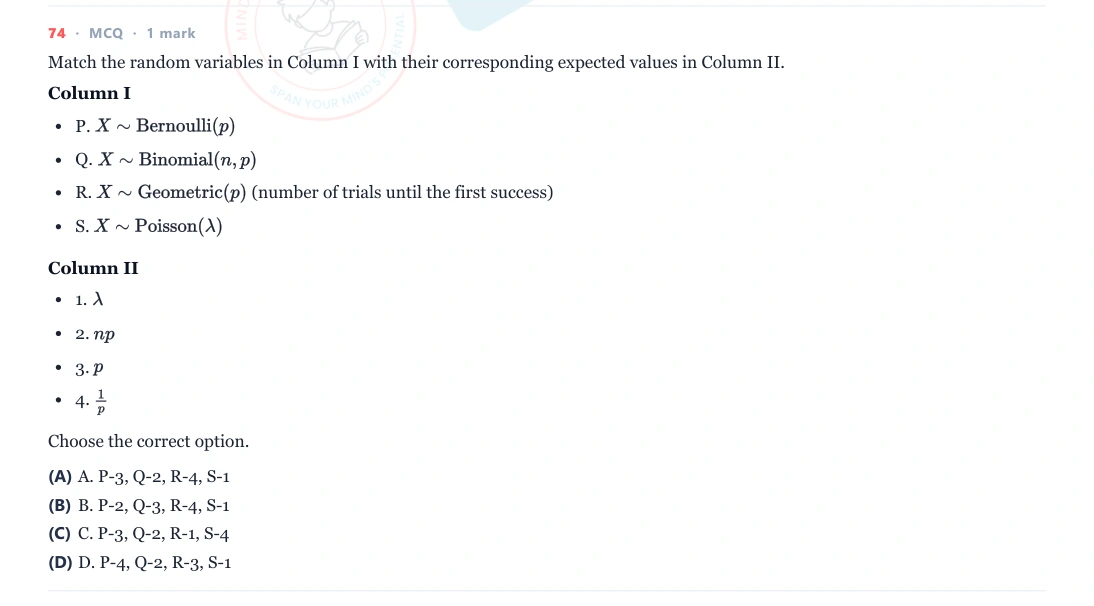 74 · MCQ · 1 mark
Match the random variables in Column I with their corresponding expected values in Column II.
Column I
• P. X ∼ Bernoulli(p)
• Q. X ∼ Binomial(n, p)
• R. X ∼ Geometric(p) (number of trials until the first success)
• S. X ∼ Poisson(λ)
Column II
• 1. λ
• 2. np
• 3. p
• 4. 1/p
Choose the correct option.
(A) A. P-3, Q-2, R-4, S-1
(B) B. P-2, Q-3, R-4, S-1
(C) C. P-3, Q-2, R-1, S-4
(D) D. P-4, Q-2, R-3, S-1
SPAN YOUR MIND'S